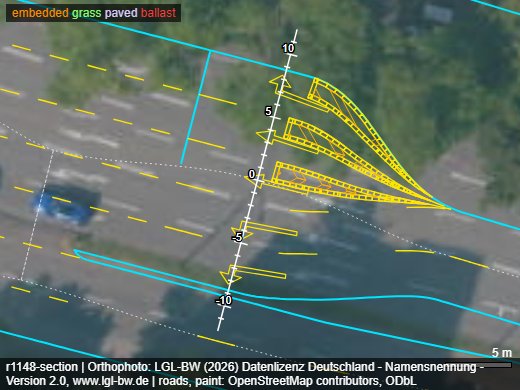 embedded grass paved ballast
10
5
0
-5
-10
5 m
r1148-section | Orthophoto: LGL-BW (2026) Datenlizenz Deutschland - Namensnennung -
Version 2.0, www.lgl-bw.de | roads, paint: OpenStreetMap contributors, ODbL